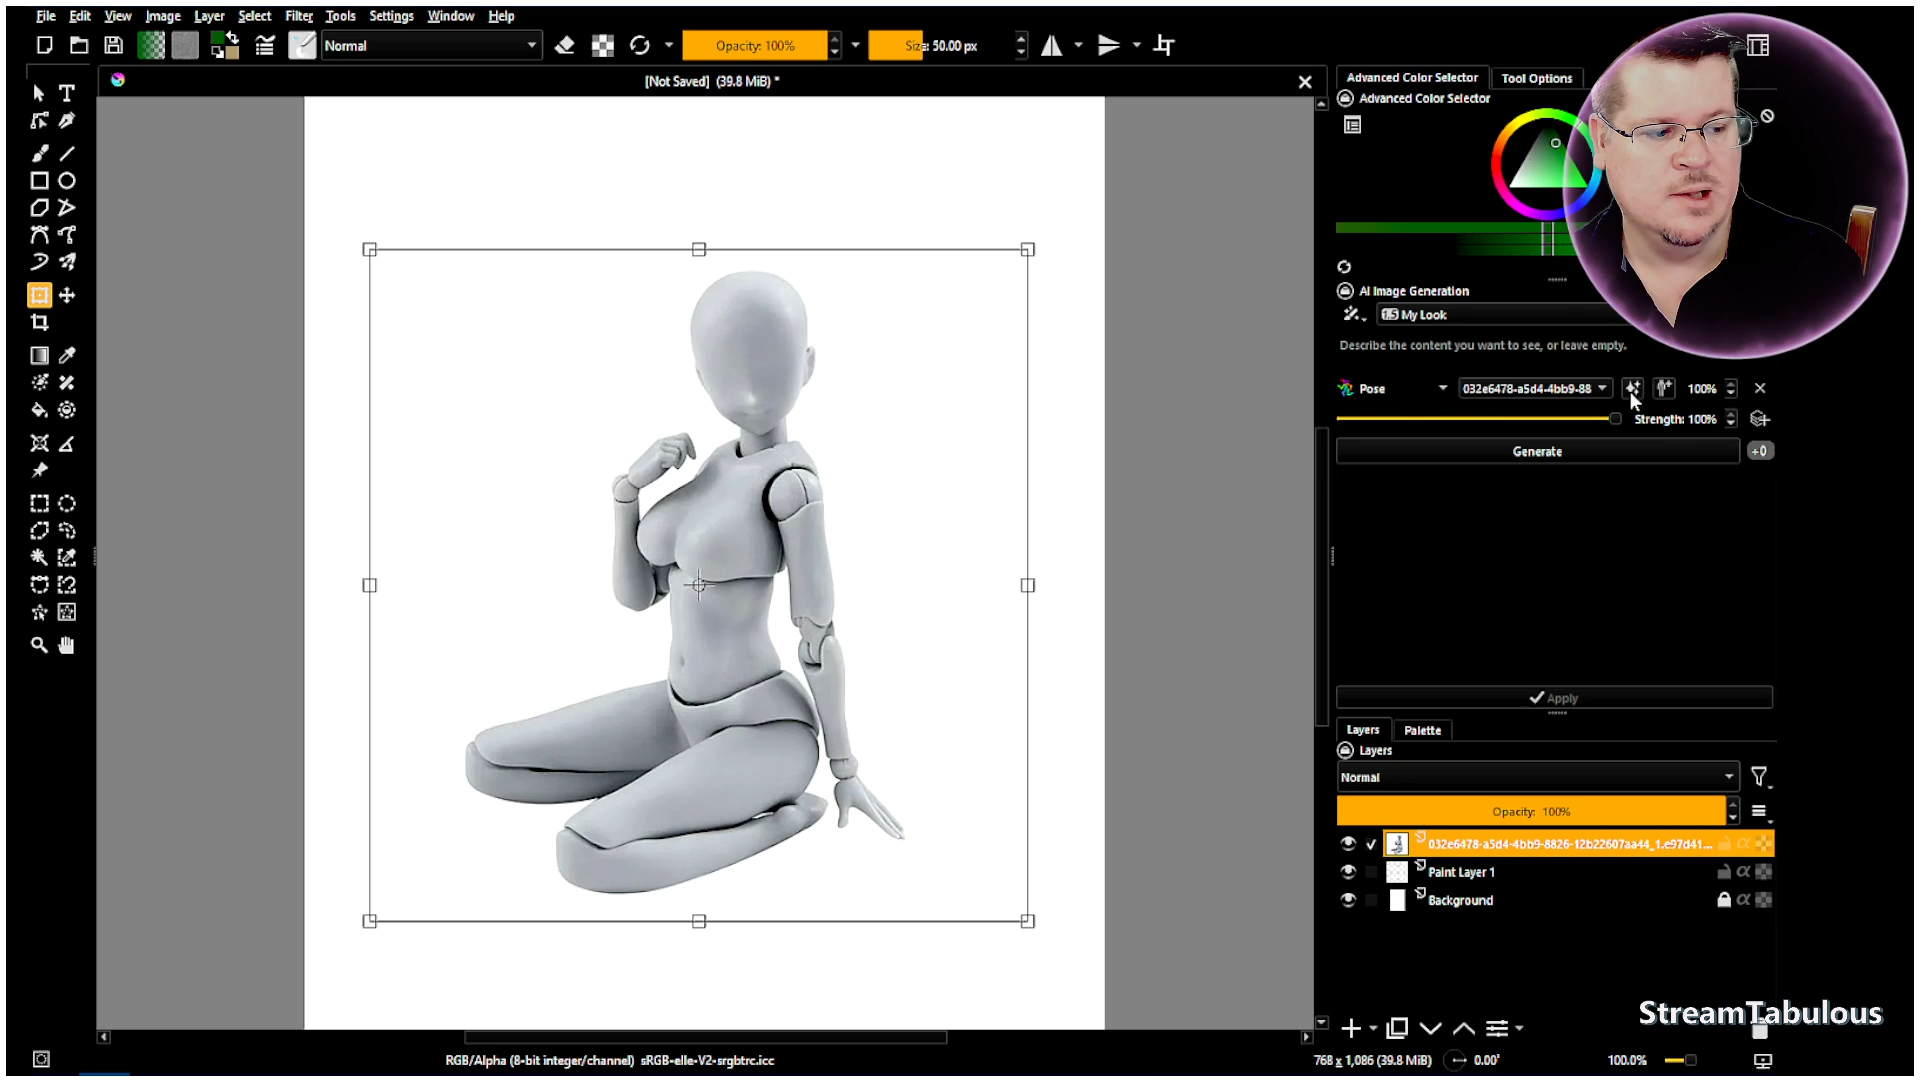 File Edit View Image Layer Select Filter Tools Settings Window Help
Normal
Opacity: 100%
Size: 50.00 px
[Not Saved] (39.8 MiB) *
Advanced Color Selector Tool Options
Advanced Color Selector
AI Image Generation
1.5 My Look
Describe the content you want to see, or leave empty.
Pose 032e6478-a5d4-4bb9-88 100%
Strength: 100%
Generate +0
Apply
Layers Palette
Layers
Normal
Opacity: 100%
032e6478-a5d4-4bb9-8826-12b22607aa44_1.e97d41...
Paint Layer 1
Background
StreamTabulous
RGB/Alpha (8-bit integer/channel) sRGB-elle-V2-srgbtrc.icc
768 x 1,086 (39.8 MiB) 0.00° 100.0%